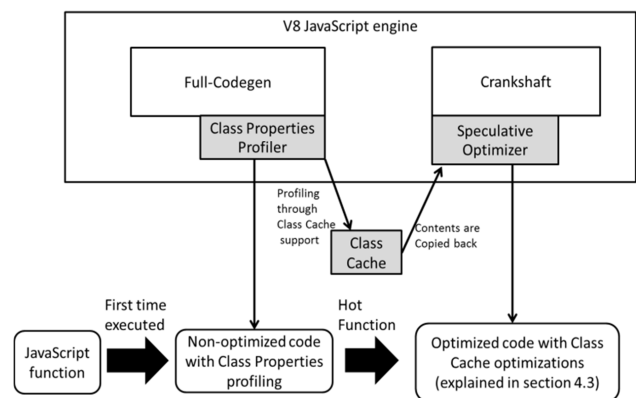 V8 JavaScript engine
Full-Codegen
Crankshaft
Class Properties
Profiler
Speculative
Optimizer
Profiling
through
Class Cache
support
Class
Cache
Contents are
Copied back
First time
executed
Hot
Function
JavaScript
function
Non-optimized code
with Class Properties
profiling
Optimized code with Class
Cache optimizations
(explained in section 4.3)